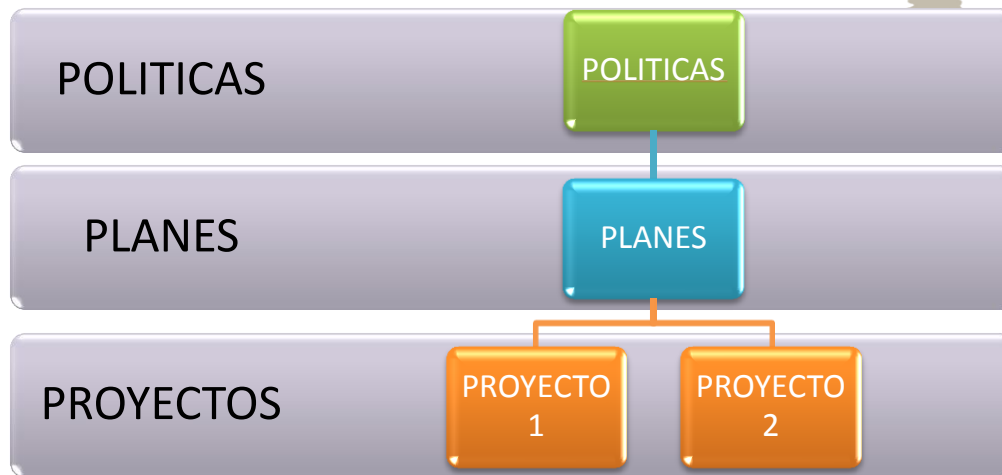 POLITICAS
POLITICAS
PLANES
PLANES
PROYECTOS
PROYECTO
1
PROYECTO
2